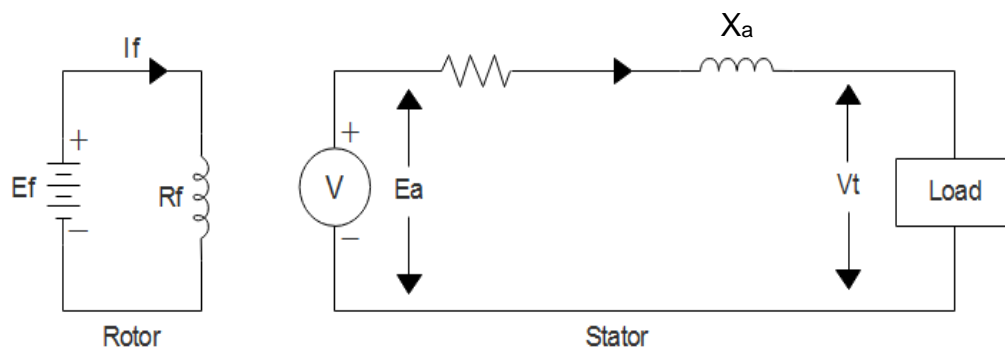 Xa
If
+
Ef
Rf
−
+
V
−
Ea
Vt
Load
Rotor
Stator